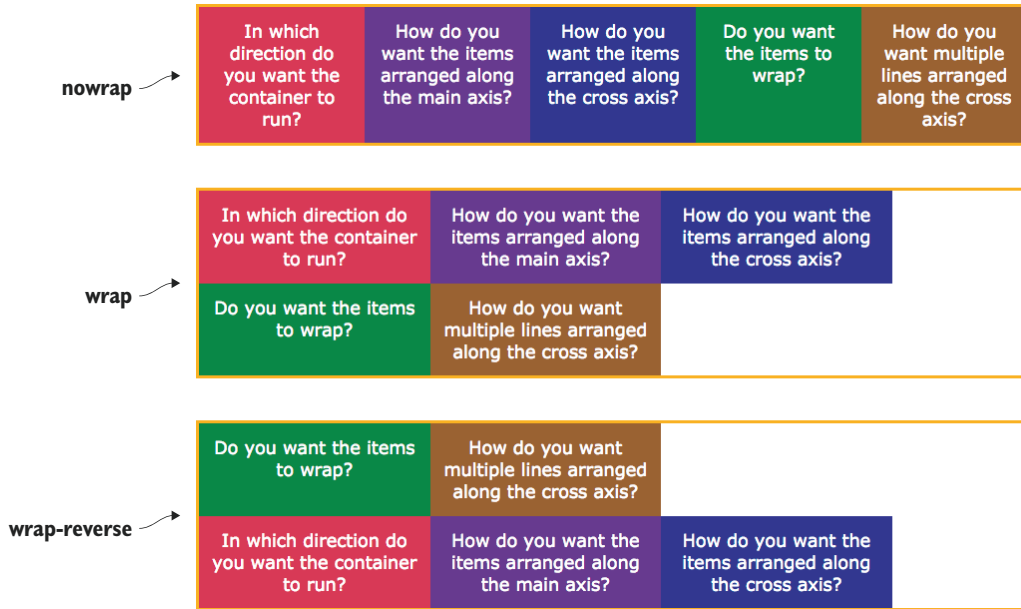 nowrap
In which
direction do
you want the
container to
run?
How do you
want the items
arranged along
the main axis?
How do you
want the items
arranged along
the cross axis?
Do you want
the items to
wrap?
How do you
want multiple
lines arranged
along the cross
axis?
wrap
In which direction do
you want the container
to run?
How do you want the
items arranged along
the main axis?
How do you want the
items arranged along
the cross axis?
Do you want the items
to wrap?
How do you want
multiple lines arranged
along the cross axis?
wrap-reverse
Do you want the items
to wrap?
How do you want
multiple lines arranged
along the cross axis?
In which direction do
you want the container
to run?
How do you want the
items arranged along
the main axis?
How do you want the
items arranged along
the cross axis?